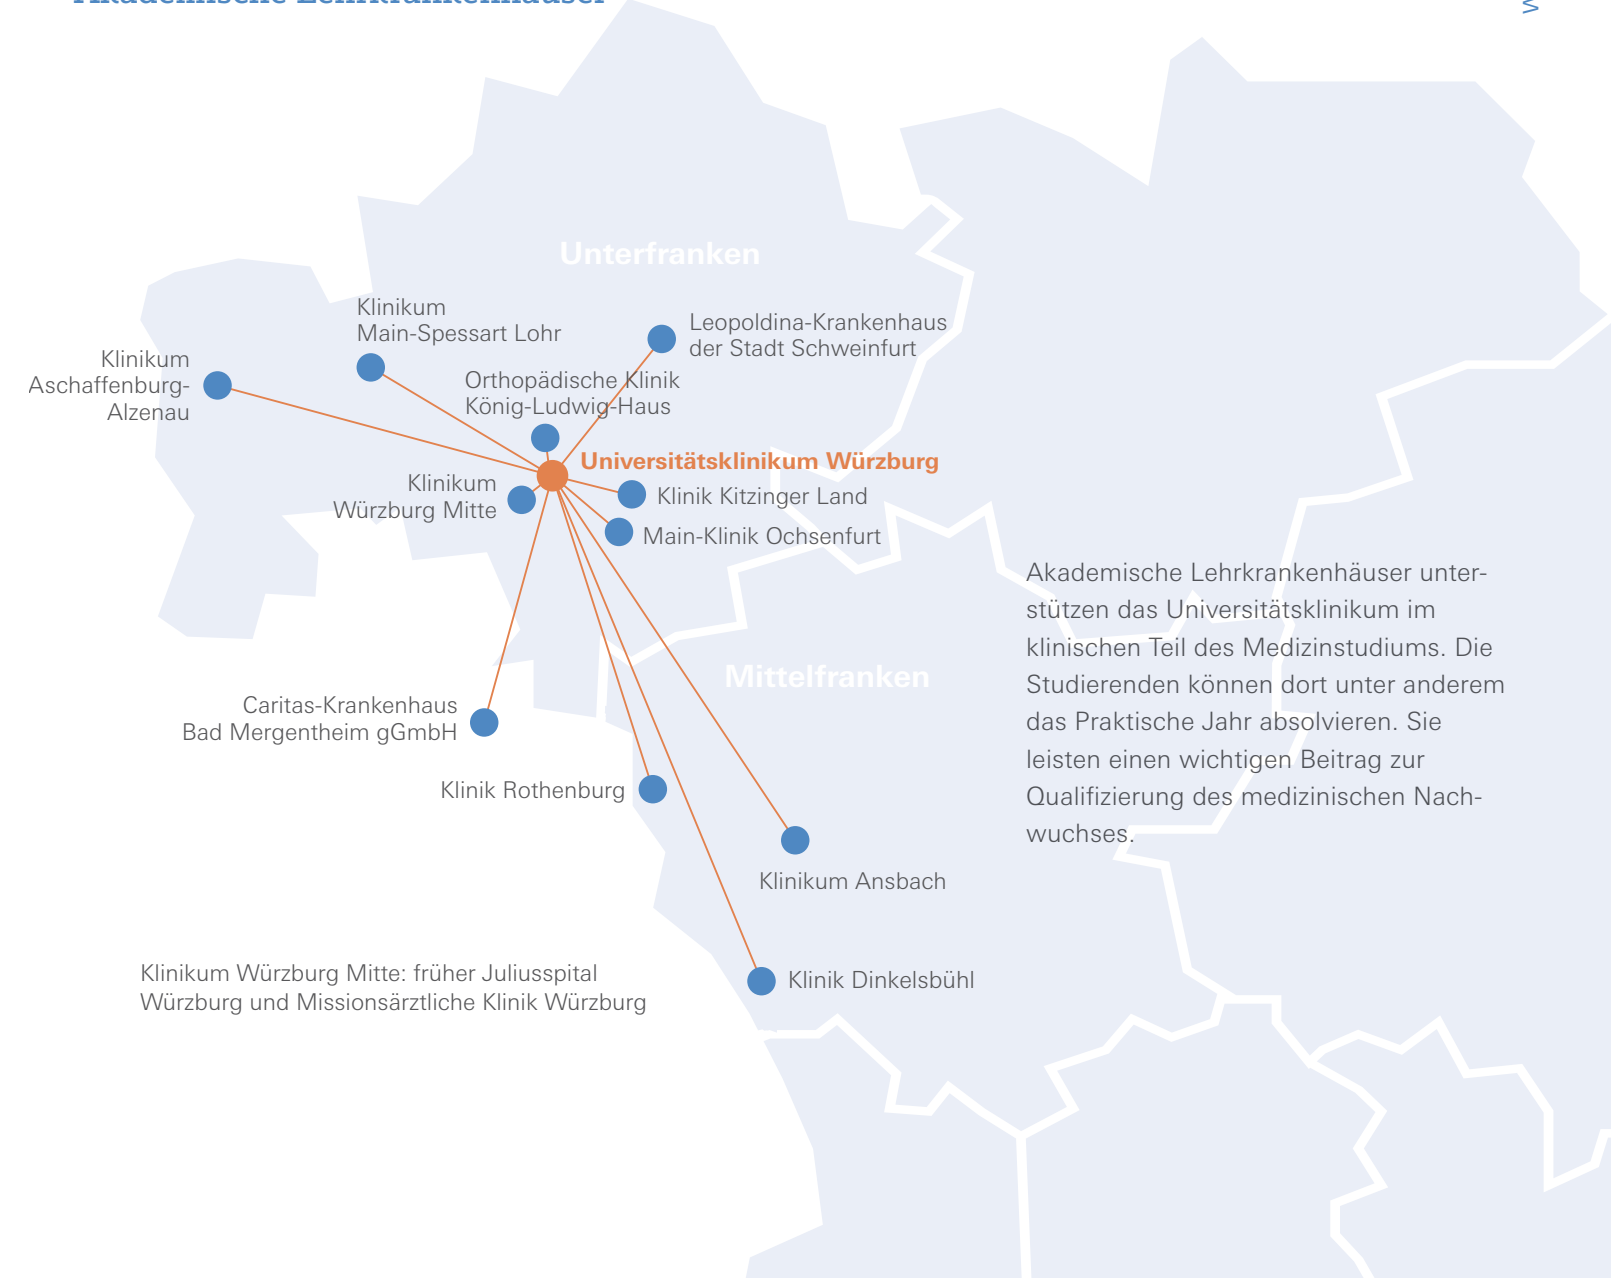 Akademische Lehrkrankenhäuser
Unterfranken
Klinikum
Main-Spessart Lohr
Leopoldina-Krankenhaus
der Stadt Schweinfurt
Klinikum
Aschaffenburg-
Alzenau
Orthopädische Klinik
König-Ludwig-Haus
Universitätsklinikum Würzburg
Klinikum
Würzburg Mitte
Klinik Kitzinger Land
Main-Klinik Ochsenfurt
Akademische Lehrkrankenhäuser unter-
stützen das Universitätsklinikum im
klinischen Teil des Medizinstudiums. Die
Studierenden können dort unter anderem
das Praktische Jahr absolvieren. Sie
leisten einen wichtigen Beitrag zur
Qualifizierung des medizinischen Nach-
wuchses.
Mittelfranken
Caritas-Krankenhaus
Bad Mergentheim gGmbH
Klinik Rothenburg
Klinikum Ansbach
Klinik Dinkelsbühl
Klinikum Würzburg Mitte: früher Juliusspital
Würzburg und Missionsärztliche Klinik Würzburg